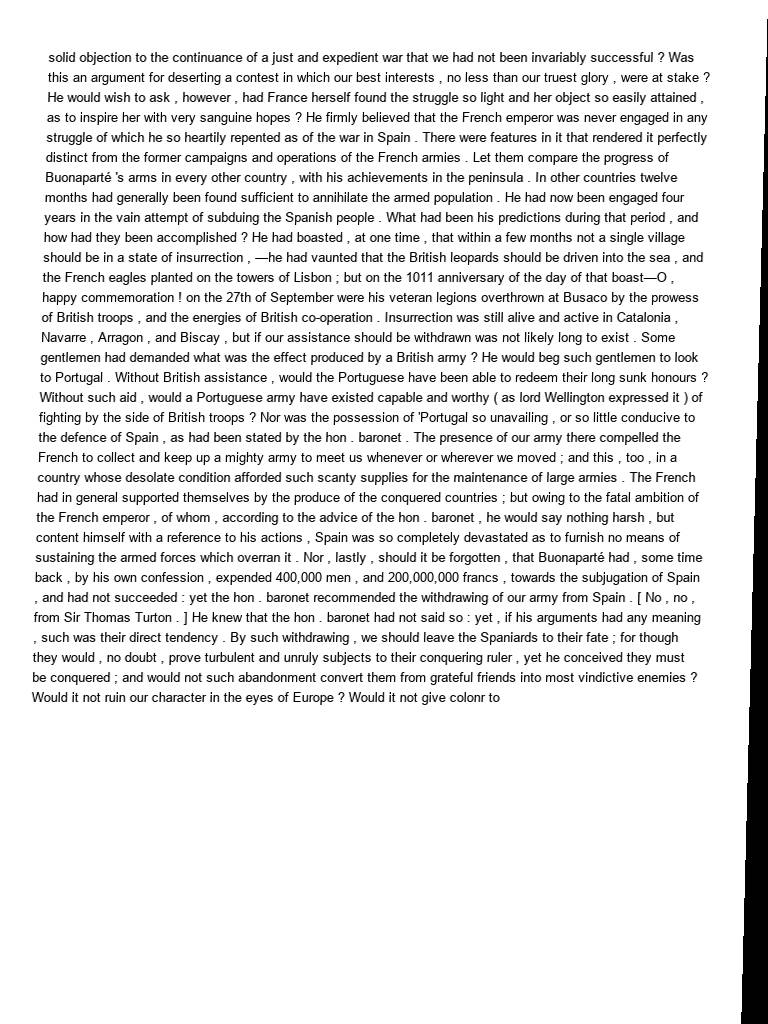 solid objection to the continuance of a just and expedient war that we had not been invariably successful ? Was
this an argument for deserting a contest in which our best interests , no less than our truest glory , were at stake ?
He would wish to ask , however , had France herself found the struggle so light and her object so easily attained ,
as to inspire her with very sanguine hopes ? He firmly believed that the French emperor was never engaged in any
struggle of which he so heartily repented as of the war in Spain . There were features in it that rendered it perfectly
distinct from the former campaigns and operations of the French armies . Let them compare the progress of
Buonaparté 's arms in every other country , with his achievements in the peninsula . In other countries twelve
months had generally been found sufficient to annihilate the armed population . He had now been engaged four
years in the vain attempt of subduing the Spanish people . What had been his predictions during that period , and
how had they been accomplished ? He had boasted , at one time , that within a few months not a single village
should be in a state of insurrection , —he had vaunted that the British leopards should be driven into the sea , and
the French eagles planted on the towers of Lisbon ; but on the 1011 anniversary of the day of that boast—O ,
happy commemoration ! on the 27th of September were his veteran legions overthrown at Busaco by the prowess
of British troops , and the energies of British co-operation . Insurrection was still alive and active in Catalonia ,
Navarre , Arragon , and Biscay , but if our assistance should be withdrawn was not likely long to exist . Some
gentlemen had demanded what was the effect produced by a British army ? He would beg such gentlemen to look
to Portugal . Without British assistance , would the Portuguese have been able to redeem their long sunk honours ?
Without such aid , would a Portuguese army have existed capable and worthy ( as lord Wellington expressed it ) of
fighting by the side of British troops ? Nor was the possession of 'Portugal so unavailing , or so little conducive to
the defence of Spain , as had been stated by the hon . baronet . The presence of our army there compelled the
French to collect and keep up a mighty army to meet us whenever or wherever we moved ; and this , too , in a
country whose desolate condition afforded such scanty supplies for the maintenance of large armies . The French
had in general supported themselves by the produce of the conquered countries ; but owing to the fatal ambition of
the French emperor , of whom , according to the advice of the hon . baronet , he would say nothing harsh , but
content himself with a reference to his actions , Spain was so completely devastated as to furnish no means of
sustaining the armed forces which overran it . Nor , lastly , should it be forgotten , that Buonaparté had , some time
back , by his own confession , expended 400,000 men , and 200,000,000 francs , towards the subjugation of Spain
, and had not succeeded : yet the hon . baronet recommended the withdrawing of our army from Spain . [ No , no ,
from Sir Thomas Turton . ] He knew that the hon . baronet had not said so : yet , if his arguments had any meaning
, such was their direct tendency . By such withdrawing , we should leave the Spaniards to their fate ; for though
they would , no doubt , prove turbulent and unruly subjects to their conquering ruler , yet he conceived they must
be conquered ; and would not such abandonment convert them from grateful friends into most vindictive enemies ?
Would it not ruin our character in the eyes of Europe ? Would it not give colonr to